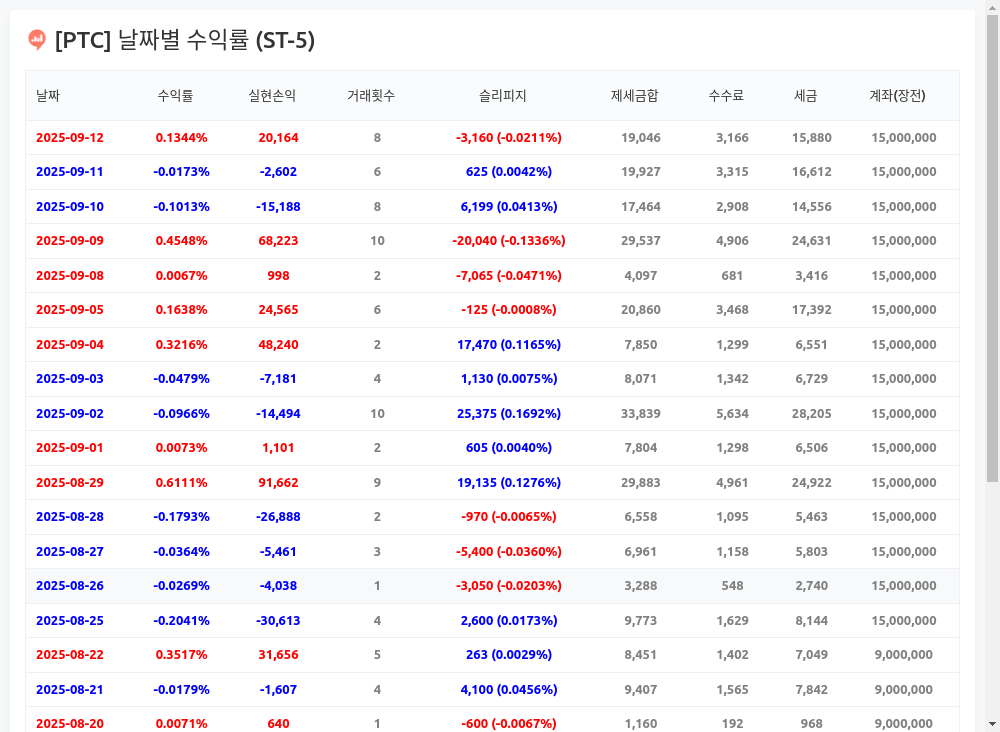 [PTC] 날짜별 수익률 (ST-5)
날짜 수익률 실현손익 거래횟수 슬리피지 제세금합 수수료 세금 계좌(장전)
2025-09-12 0.1344% 20,164 8 -3,160 (-0.0211%) 19,046 3,166 15,880 15,000,000
2025-09-11 -0.0173% -2,602 6 625 (0.0042%) 19,927 3,315 16,612 15,000,000
2025-09-10 -0.1013% -15,188 8 6,199 (0.0413%) 17,464 2,908 14,556 15,000,000
2025-09-09 0.4548% 68,223 10 -20,040 (-0.1336%) 29,537 4,906 24,631 15,000,000
2025-09-08 0.0067% 998 2 -7,065 (-0.0471%) 4,097 681 3,416 15,000,000
2025-09-05 0.1638% 24,565 6 -125 (-0.0008%) 20,860 3,468 17,392 15,000,000
2025-09-04 0.3216% 48,240 2 17,470 (0.1165%) 7,850 1,299 6,551 15,000,000
2025-09-03 -0.0479% -7,181 4 1,130 (0.0075%) 8,071 1,342 6,729 15,000,000
2025-09-02 -0.0966% -14,494 10 25,375 (0.1692%) 33,839 5,634 28,205 15,000,000
2025-09-01 0.0073% 1,101 2 605 (0.0040%) 7,804 1,298 6,506 15,000,000
2025-08-29 0.6111% 91,662 9 19,135 (0.1276%) 29,883 4,961 24,922 15,000,000
2025-08-28 -0.1793% -26,888 2 -970 (-0.0065%) 6,558 1,095 5,463 15,000,000
2025-08-27 -0.0364% -5,461 3 -5,400 (-0.0360%) 6,961 1,158 5,803 15,000,000
2025-08-26 -0.0269% -4,038 1 -3,050 (-0.0203%) 3,288 548 2,740 15,000,000
2025-08-25 -0.2041% -30,613 4 2,600 (0.0173%) 9,773 1,629 8,144 15,000,000
2025-08-22 0.3517% 31,656 5 263 (0.0029%) 8,451 1,402 7,049 9,000,000
2025-08-21 -0.0179% -1,607 4 4,100 (0.0456%) 9,407 1,565 7,842 9,000,000
2025-08-20 0.0071% 640 1 -600 (-0.0067%) 1,160 192 968 9,000,000